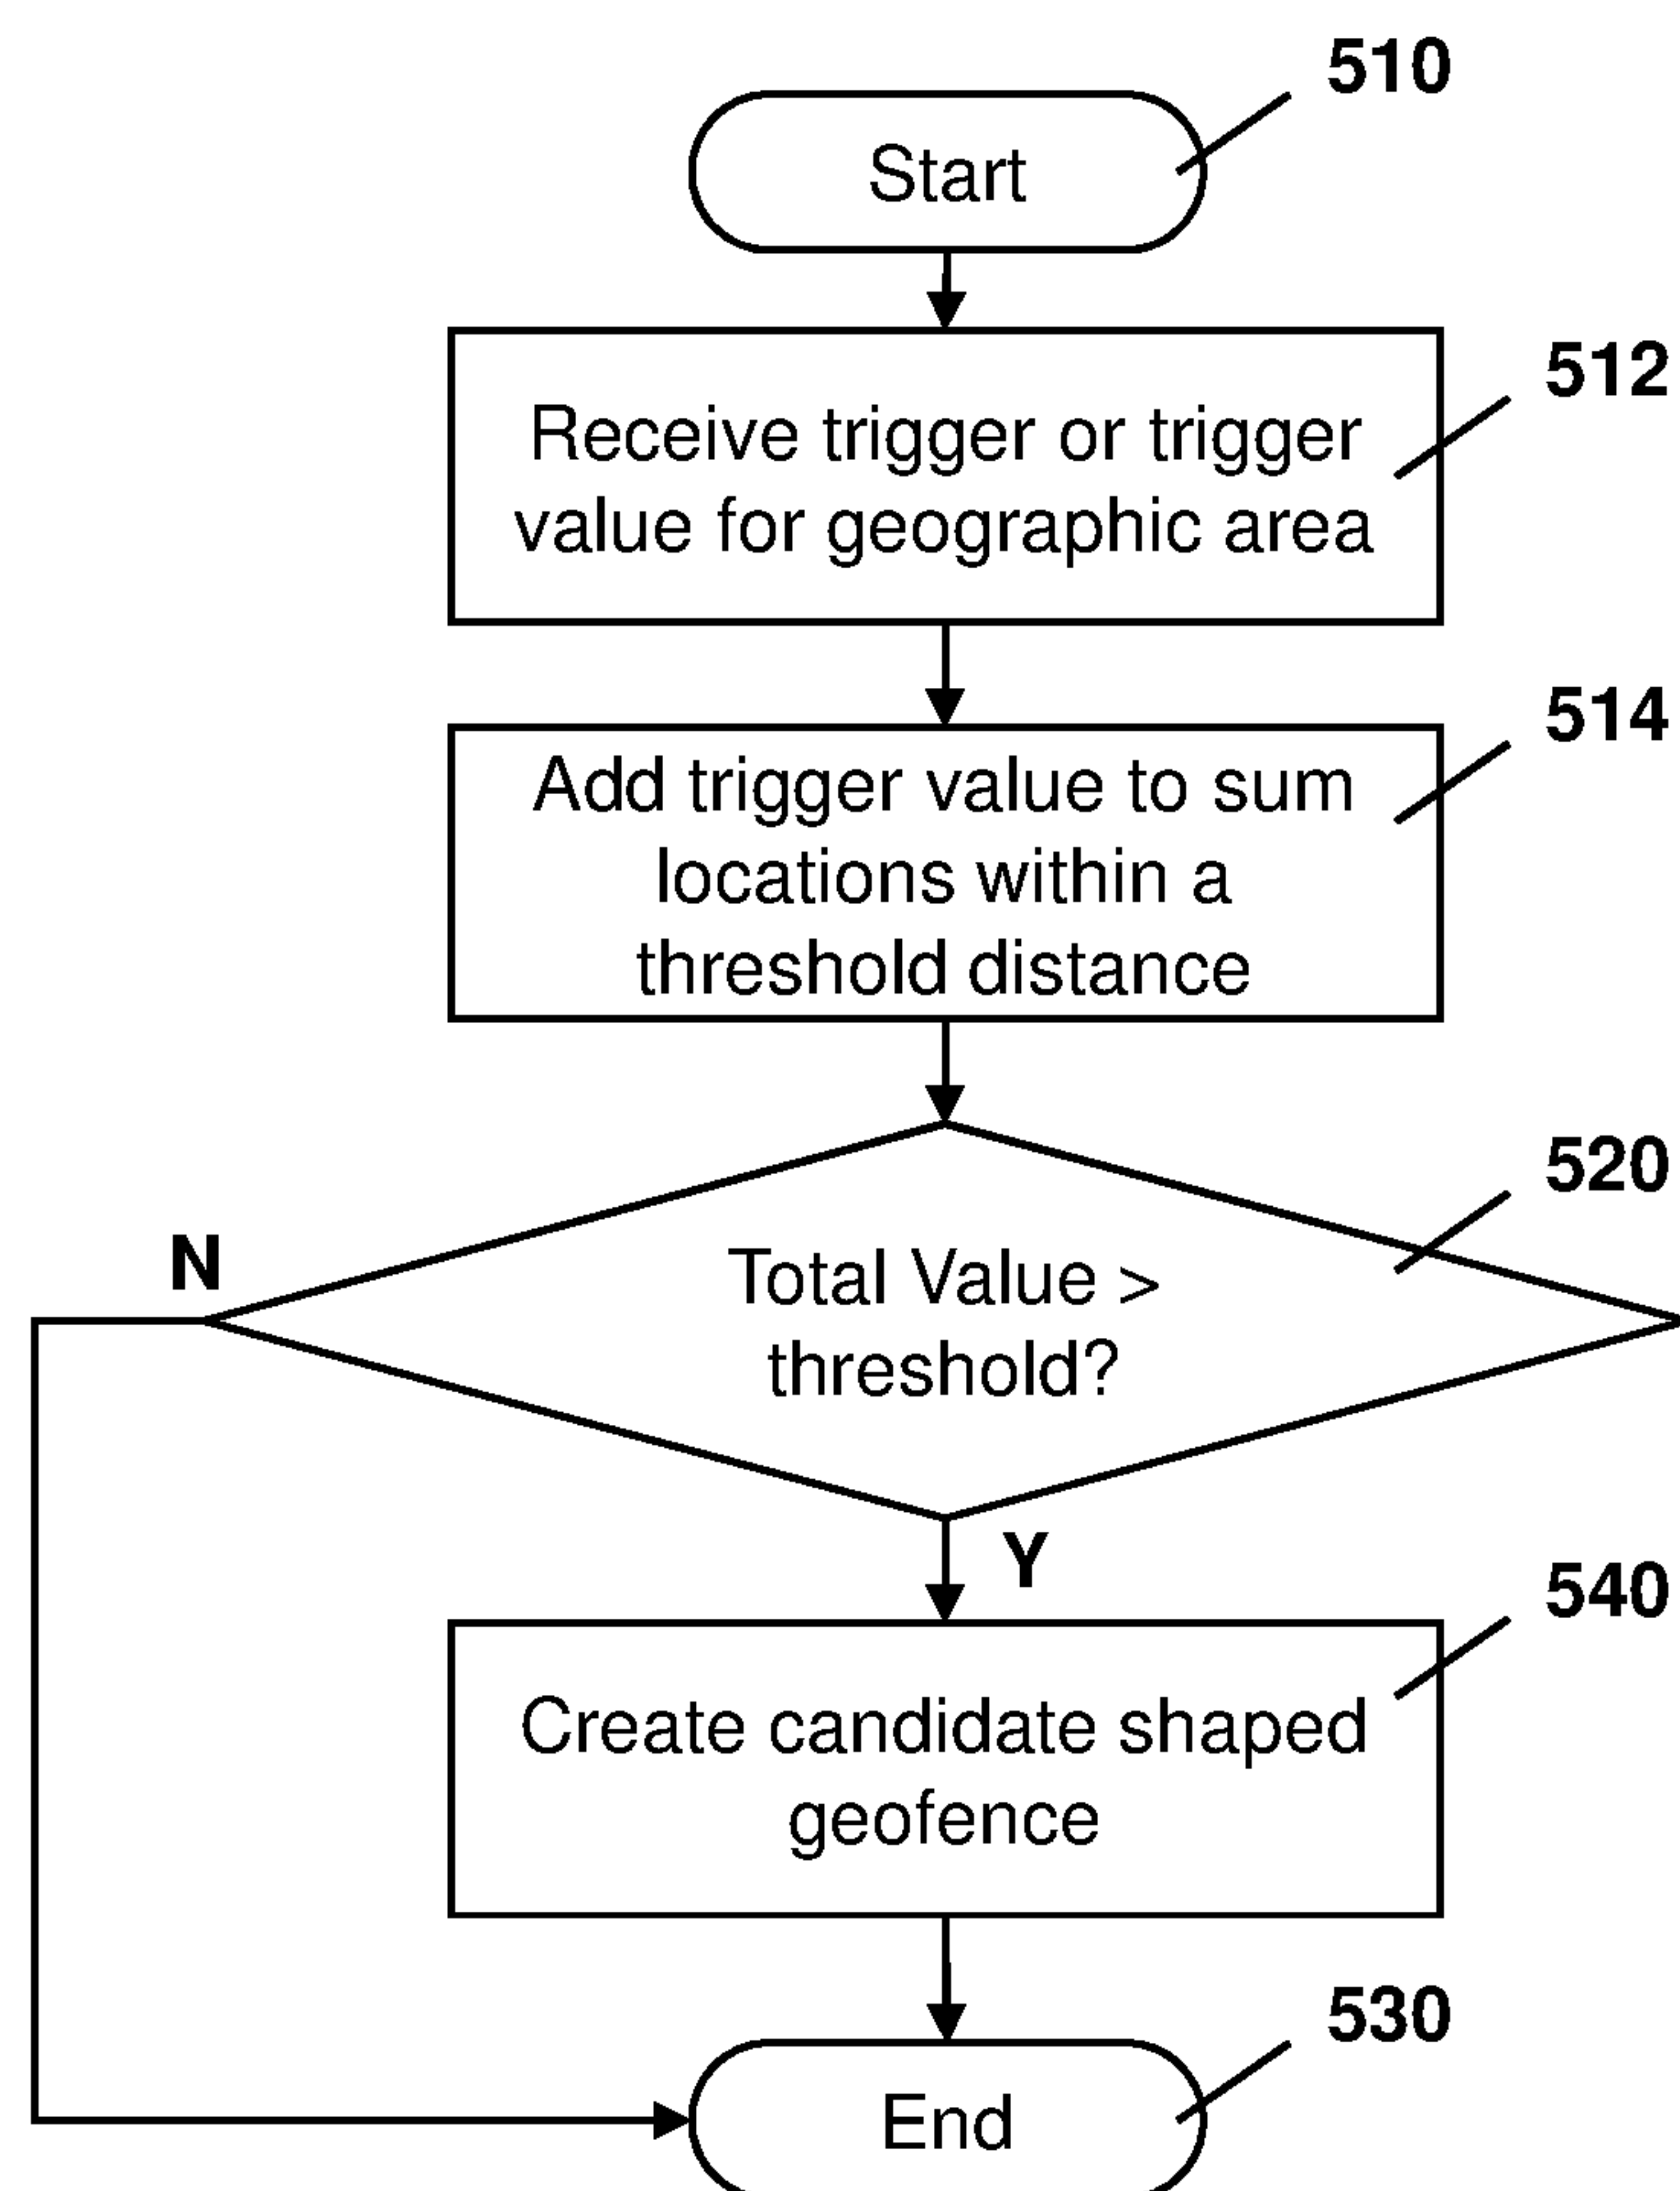 510
Start
512
Receive trigger or trigger
value for geographic area
514
Add trigger value to sum
locations within a
threshold distance
520
N
Total Value >
threshold?
Y
540
Create candidate shaped
geofence
530
End